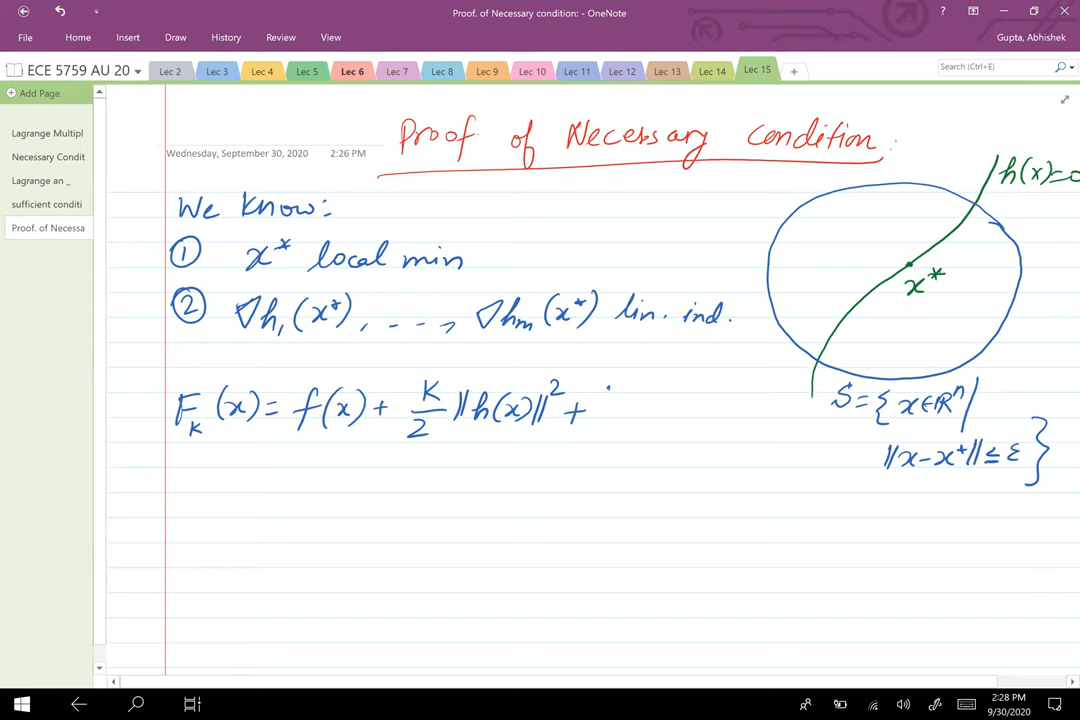 Proof. of Necessary condition: - OneNote
File Home Insert Draw History Review View
Gupta, Abhishek
ECE 5759 AU 20
Lec 2 Lec 3 Lec 4 Lec 5 Lec 6 Lec 7 Lec 8 Lec 9 Lec 10 Lec 11 Lec 12 Lec 13 Lec 14 Lec 15
Search (Ctrl+E)
Add Page
Lagrange Multipl
Necessary Condit
Lagrange an _
sufficient conditi
Proof. of Necessa
Proof. of Necessary Condition.
Wednesday, September 30, 2020 2:26 PM
h(x)=0
We know:
① x* local min
x*
② ∇h₁(x*), ----, ∇hₘ(x*) lin. ind.
F_K(x) = f(x) + K/2 ||h(x)||² +
S = {x∈ℝⁿ |
||x-x*|| ≤ ε}
2:28 PM
9/30/2020